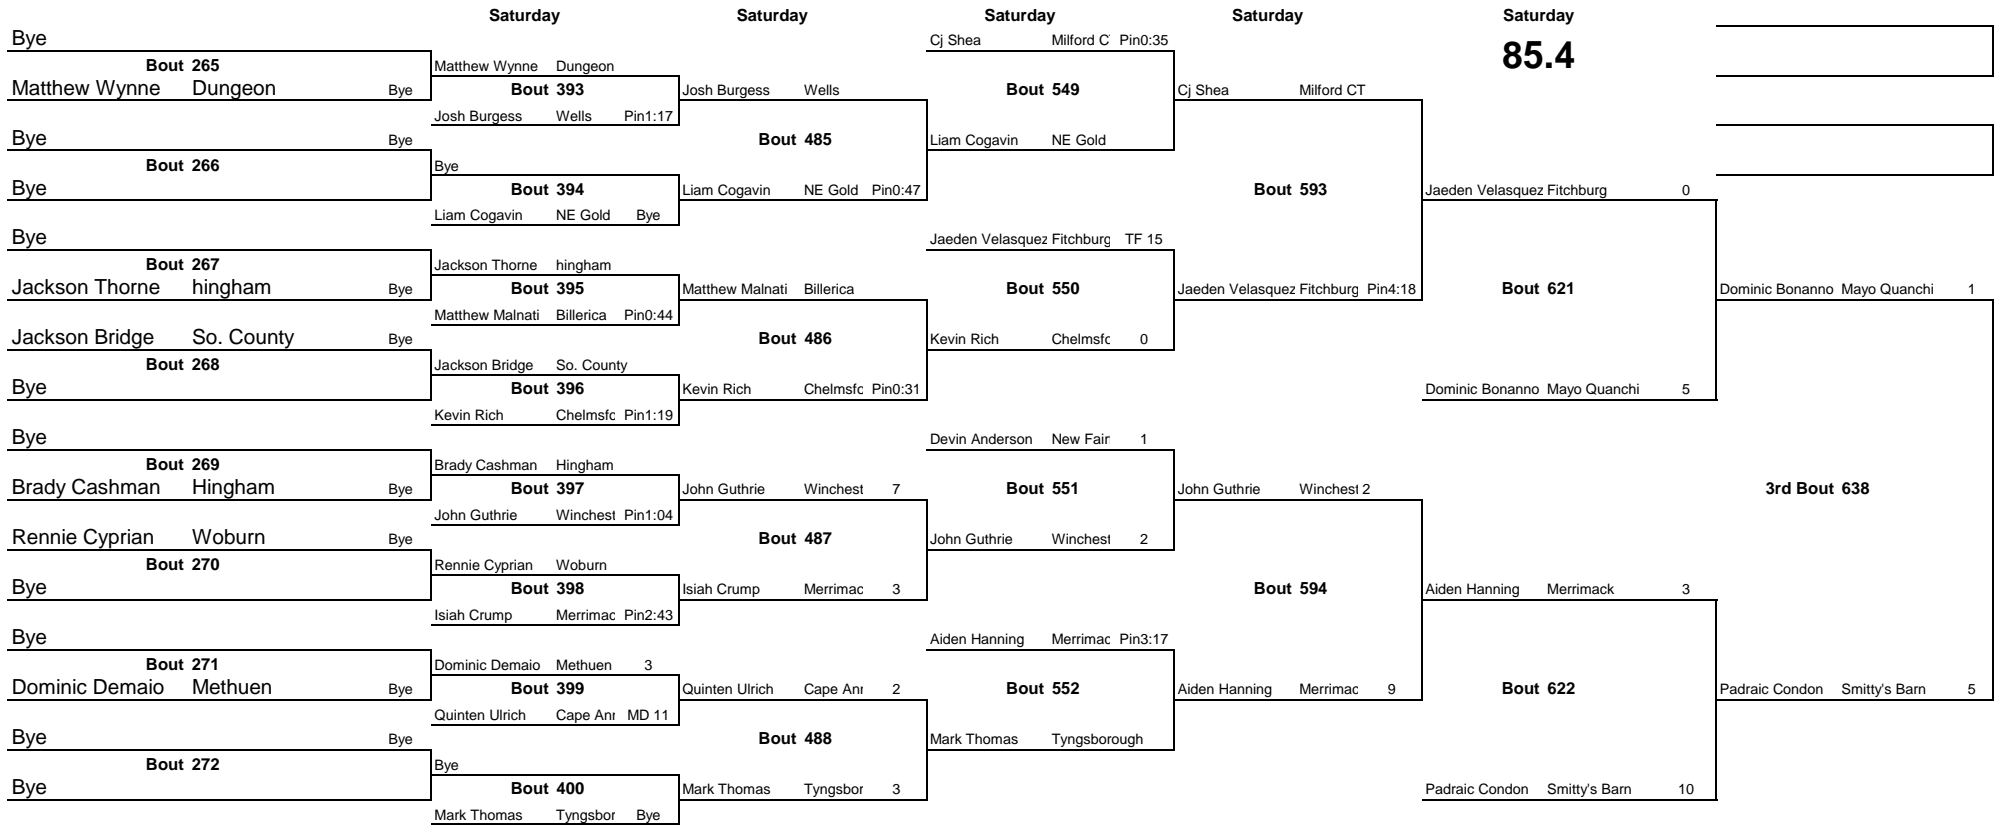 Saturday Saturday Saturday Saturday Saturday
Bye Cj Shea Milford C Pin0:35
85.4
Bout 265 Matthew Wynne Dungeon
Matthew Wynne Dungeon Bye Bout 393 Josh Burgess Wells Bout 549 Cj Shea Milford CT
Josh Burgess Wells Pin1:17
Bye Bye Bout 485 Liam Cogavin NE Gold
Bout 266 Bye
Bye Bout 394 Liam Cogavin NE Gold Pin0:47 Bout 593 Jaeden Velasquez Fitchburg 0
Liam Cogavin NE Gold Bye
Bye Jaeden Velasquez Fitchburg TF 15
Bout 267 Jackson Thorne hingham
Jackson Thorne hingham Bye Bout 395 Matthew Malnati Billerica Bout 550 Jaeden Velasquez Fitchburg Pin4:18 Bout 621 Dominic Bonanno Mayo Quanchi 1
Matthew Malnati Billerica Pin0:44
Jackson Bridge So. County Bye Bout 486 Kevin Rich Chelmsfc 0
Bout 268 Jackson Bridge So. County
Bye Bout 396 Kevin Rich Chelmsfc Pin0:31 Dominic Bonanno Mayo Quanchi 5
Kevin Rich Chelmsfc Pin1:19
Bye Devin Anderson New Fair 1
Bout 269 Brady Cashman Hingham
Brady Cashman Hingham Bye Bout 397 John Guthrie Winchest 7 Bout 551 John Guthrie Winchest 2 3rd Bout 638
John Guthrie Winchest Pin1:04
Rennie Cyprian Woburn Bye Bout 487 John Guthrie Winchest 2
Bout 270 Rennie Cyprian Woburn
Bye Bout 398 Isiah Crump Merrimac 3 Bout 594 Aiden Hanning Merrimack 3
Isiah Crump Merrimac Pin2:43
Bye Aiden Hanning Merrimac Pin3:17
Bout 271 Dominic Demaio Methuen 3
Dominic Demaio Methuen Bye Bout 399 Quinten Ulrich Cape Anr 2 Bout 552 Aiden Hanning Merrimac 9 Bout 622 Padraic Condon Smitty's Barn 5
Quinten Ulrich Cape Anr MD 11
Bye Bye Bout 488 Mark Thomas Tyngsborough
Bout 272 Bye
Bye Bout 400 Mark Thomas Tyngsbor 3 Padraic Condon Smitty's Barn 10
Mark Thomas Tyngsbor Bye